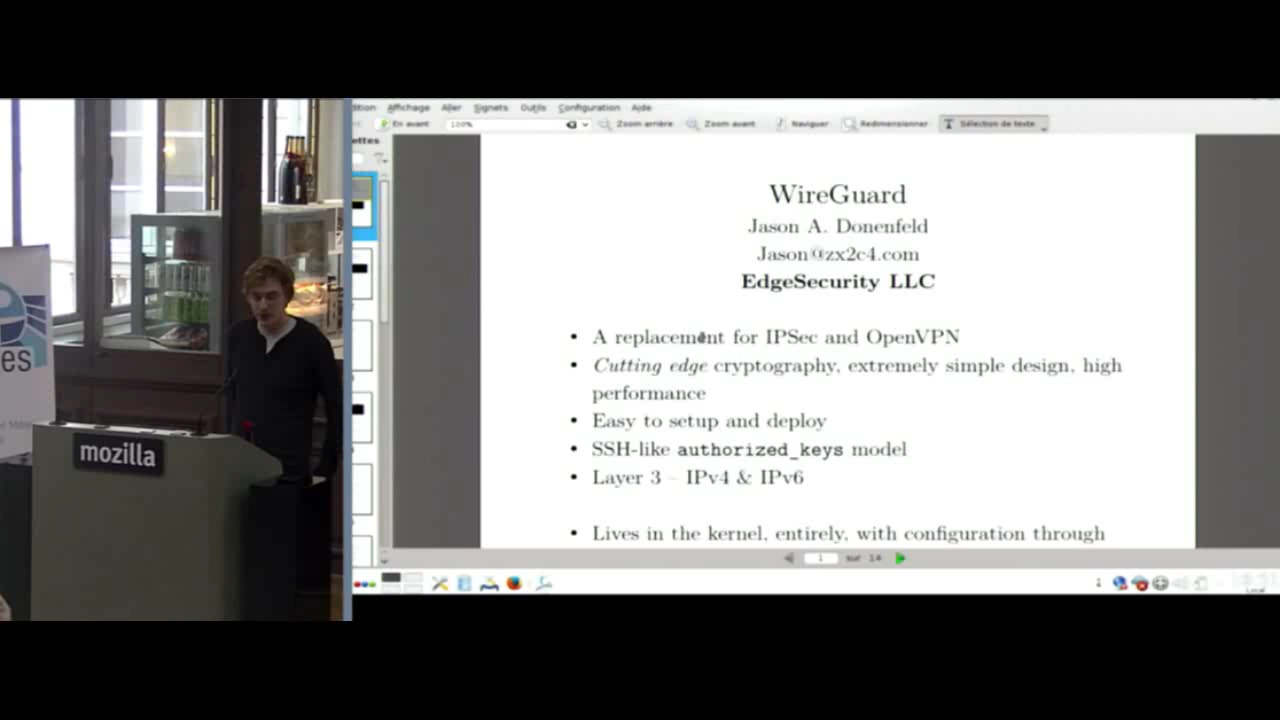 Affichage Aller Signets Outils Configuration Aide
En avant 100% Zoom arrière Zoom avant Naviguer Redimensionner Sélection de texte
WireGuard
Jason A. Donenfeld
Jason@zx2c4.com
EdgeSecurity LLC
• A replacement for IPSec and OpenVPN
• Cutting edge cryptography, extremely simple design, high
performance
• Easy to setup and deploy
• SSH-like authorized_keys model
• Layer 3 – IPv4 & IPv6
• Lives in the kernel, entirely, with configuration through
1 sur 14
mozilla